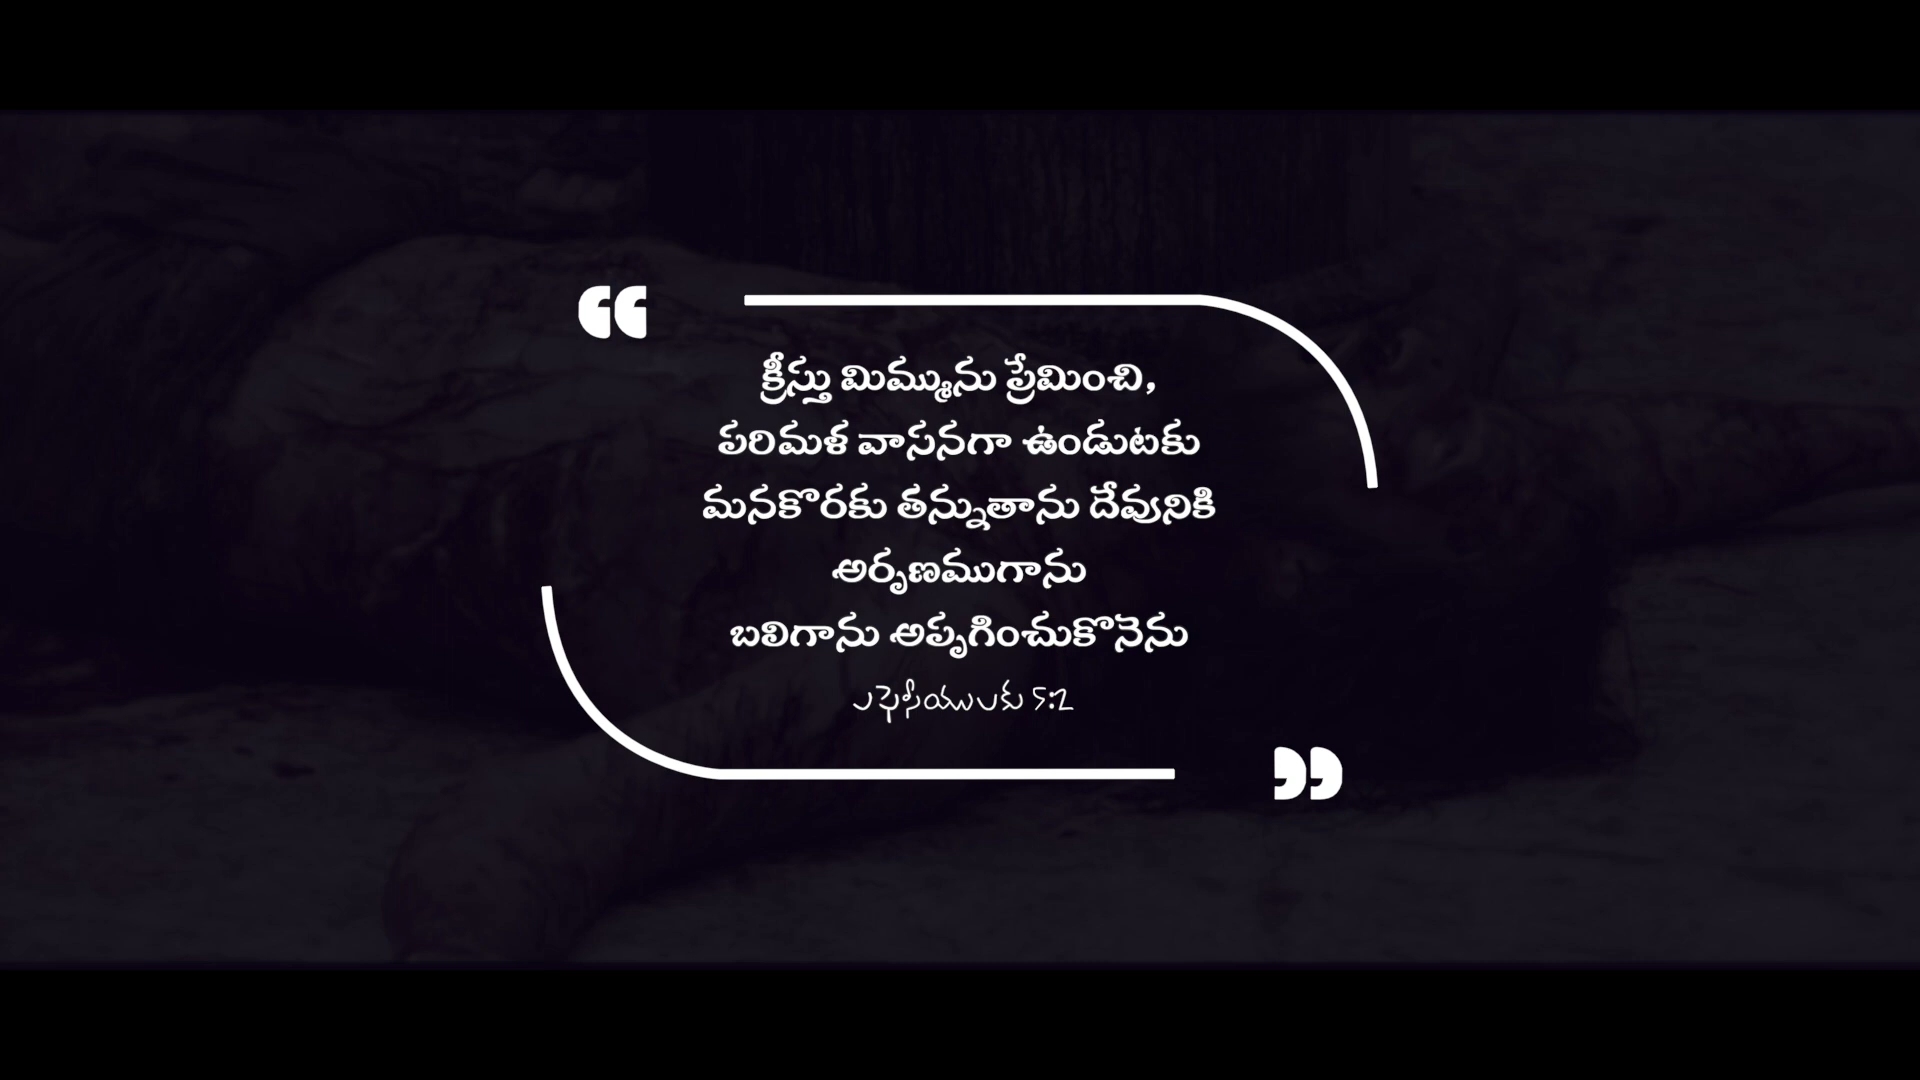 క్రీస్తు మిమ్మును ప్రేమించి,
పరిమళ వాసనగా ఉండుటకు
మనకొరకు తన్నుతాను దేవునికి
అర్పణముగాను
బలిగాను అప్పగించుకొనెను
ఎఫెసీయులకు 5:2